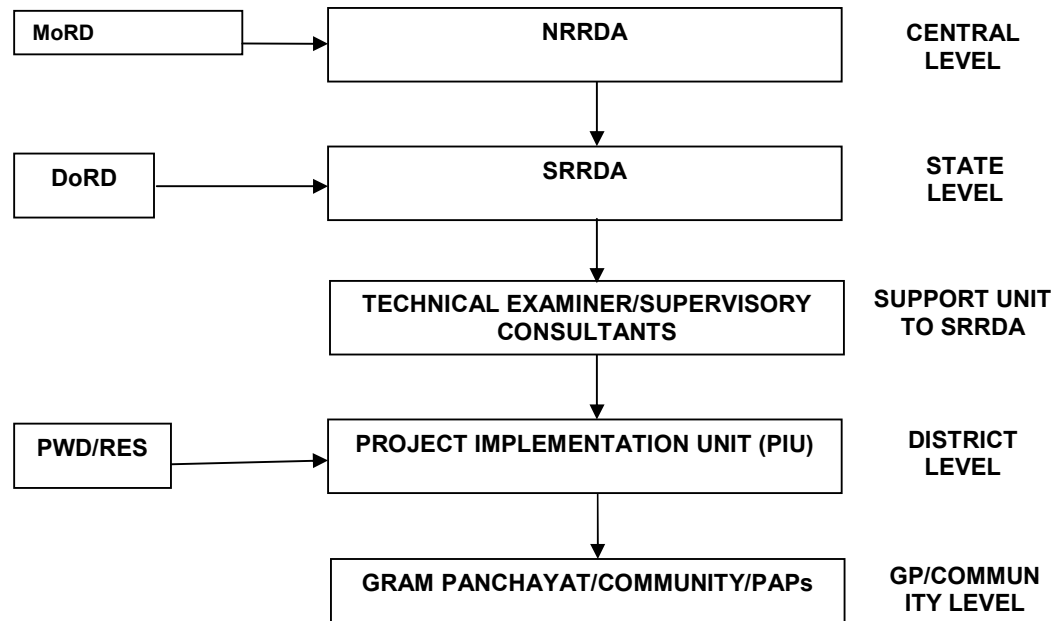 MoRD
NRRDA
CENTRAL
LEVEL
DoRD
SRRDA
STATE
LEVEL
TECHNICAL EXAMINER/SUPERVISORY
CONSULTANTS
SUPPORT UNIT
TO SRRDA
PWD/RES
PROJECT IMPLEMENTATION UNIT (PIU)
DISTRICT
LEVEL
GRAM PANCHAYAT/COMMUNITY/PAPs
GP/COMMUN
ITY LEVEL